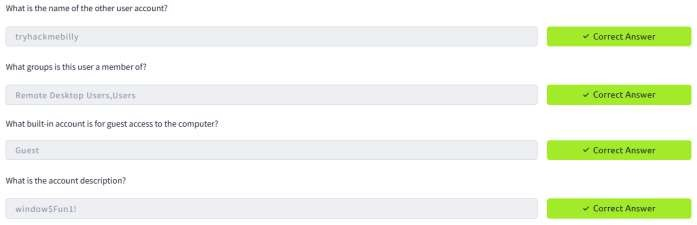 What is the name of the other user account?
tryhackmebilly
✓ Correct Answer
What groups is this user a member of?
Remote Desktop Users,Users
✓ Correct Answer
What built-in account is for guest access to the computer?
Guest
✓ Correct Answer
What is the account description?
window$Fun1!
✓ Correct Answer